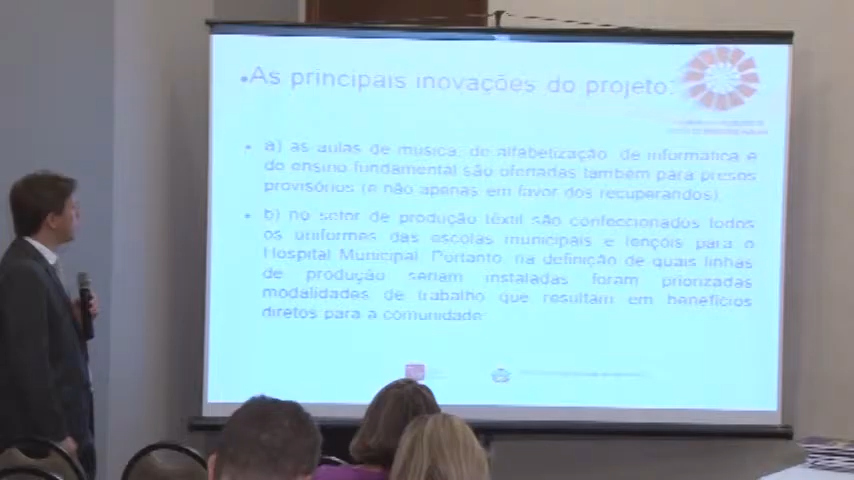 •As principais inovações do projeto:
• a) as aulas de música, de alfabetização, de informática e
do ensino fundamental são ofertadas também para presos
provisórios (e não apenas em favor dos recuperandos).
• b) no setor de produção têxtil são confeccionados todos
os uniformes das escolas municipais e lençóis para o
Hospital Municipal. Portanto, na definição de quais linhas
de produção seriam instaladas foram priorizadas
modalidades de trabalho que resultam em benefícios
diretos para a comunidade.